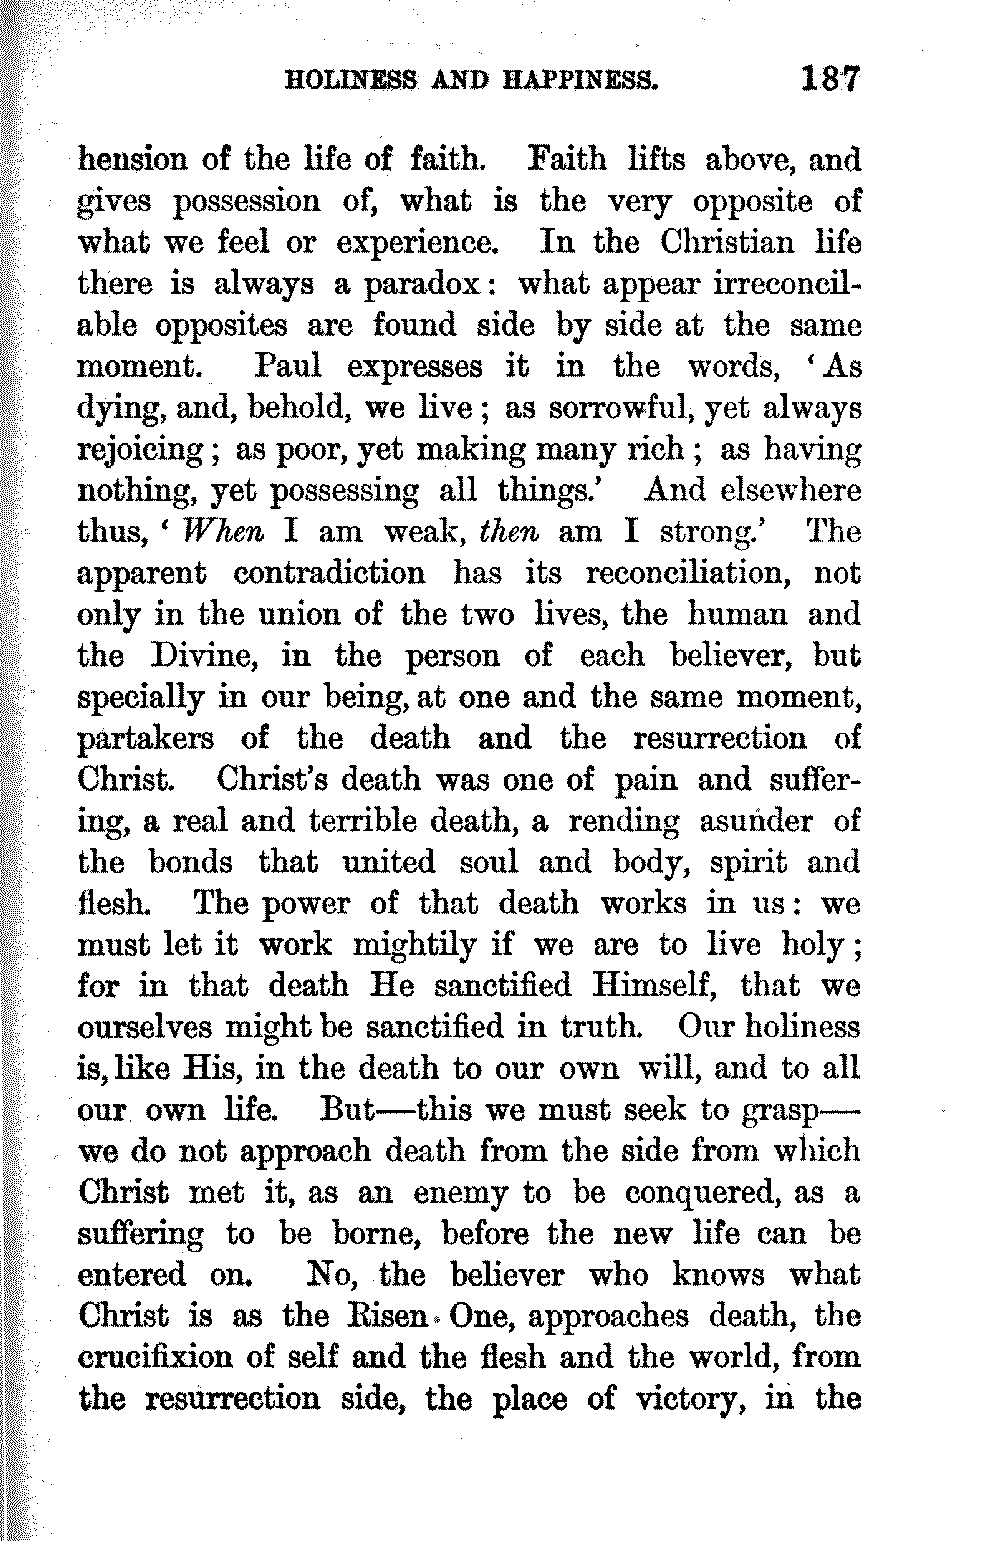 HOLINESS AND HAPPINESS. 187
hension of the life of faith. Faith lifts above, and
gives possession of, what is the very opposite of
what we feel or experience. In the Christian life
there is always a paradox: what appear irreconcil-
able opposites are found side by side at the same
moment. Paul expresses it in the words, ‘As
dying, and, behold, we live; as sorrowful, yet always
rejoicing; as poor, yet making many rich; as having
nothing, yet possessing all things.’ And elsewhere
thus, ‘When I am weak, then am I strong.’ The
apparent contradiction has its reconciliation, not
only in the union of the two lives, the human and
the Divine, in the person of each believer, but
specially in our being, at one and the same moment,
partakers of the death and the resurrection of
Christ. Christ’s death was one of pain and suffer-
ing, a real and terrible death, a rending asunder of
the bonds that united soul and body, spirit and
flesh. The power of that death works in us: we
must let it work mightily if we are to live holy;
for in that death He sanctified Himself, that we
ourselves might be sanctified in truth. Our holiness
is, like His, in the death to our own will, and to all
our own life. But—this we must seek to grasp—
we do not approach death from the side from which
Christ met it, as an enemy to be conquered, as a
suffering to be borne, before the new life can be
entered on. No, the believer who knows what
Christ is as the Risen One, approaches death, the
crucifixion of self and the flesh and the world, from
the resurrection side, the place of victory, in the